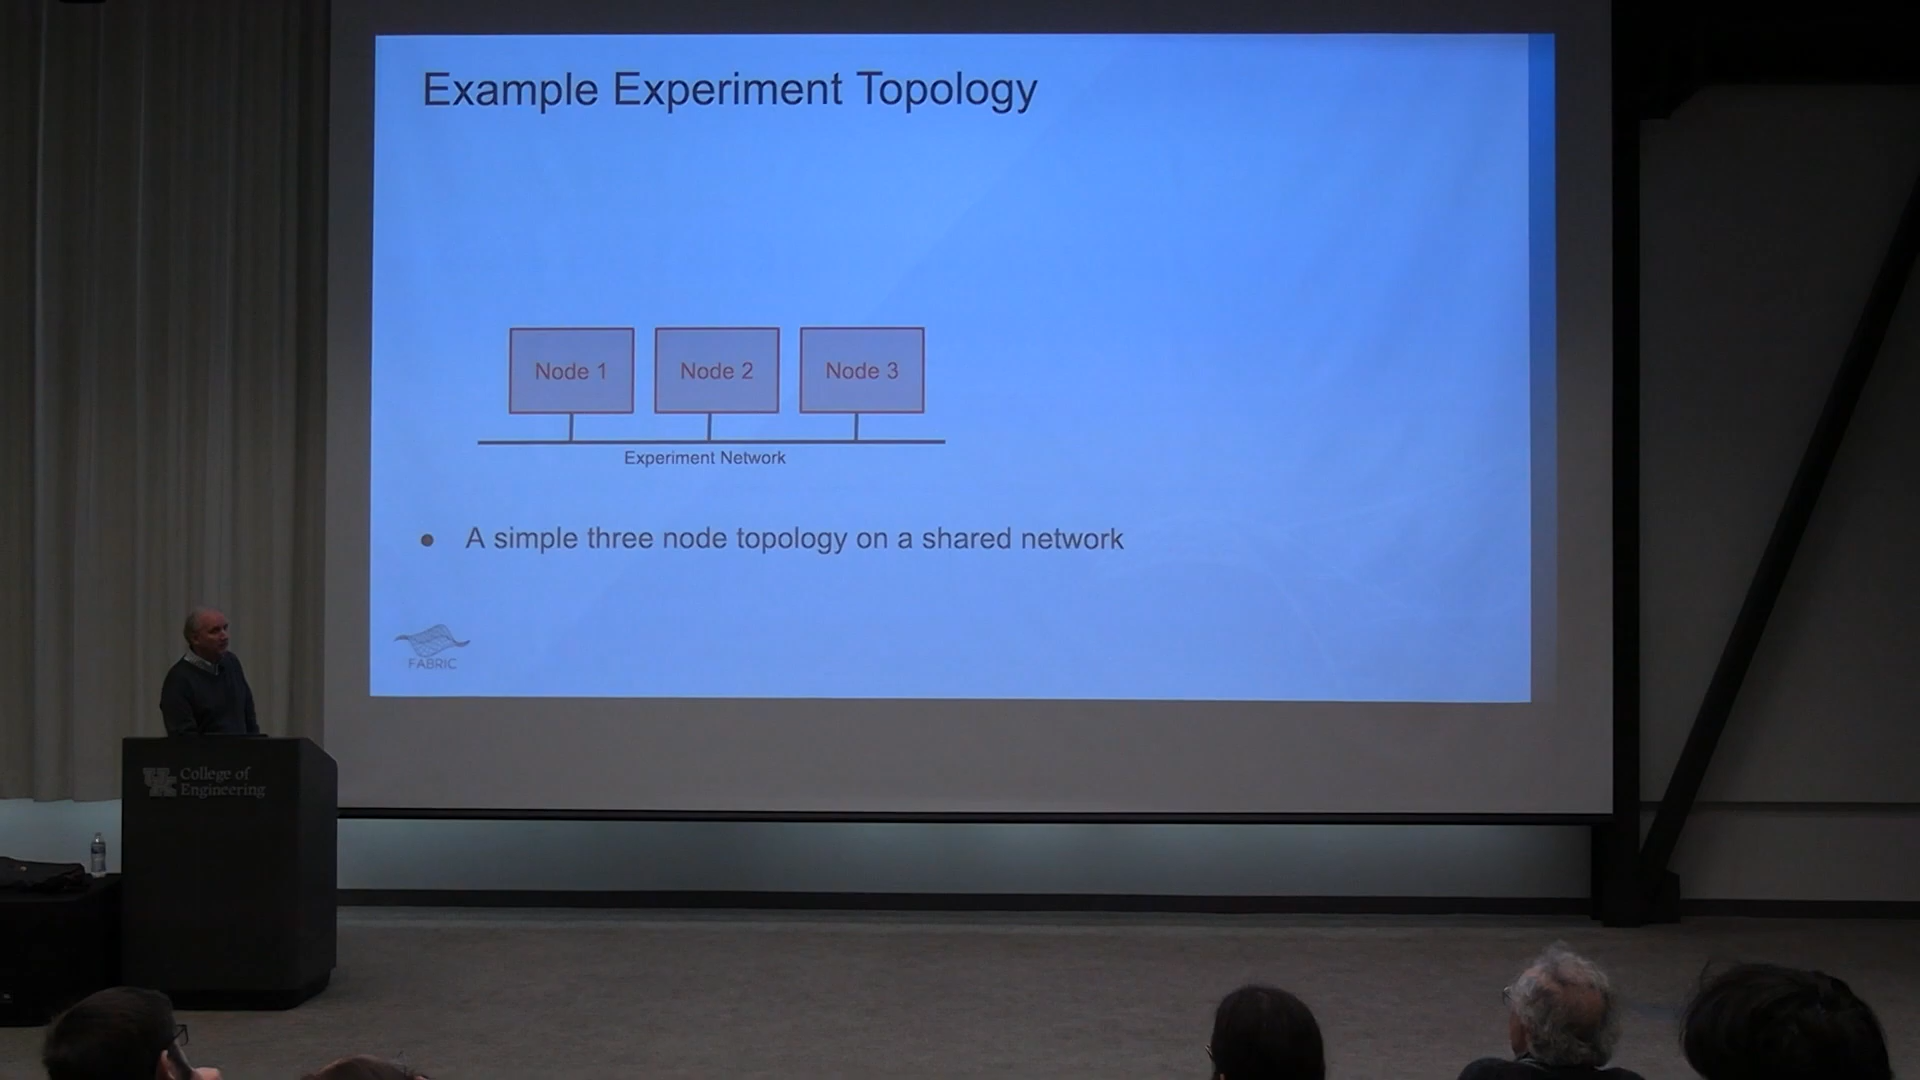 Example Experiment Topology
Node 1
Node 2
Node 3
Experiment Network
● A simple three node topology on a shared network
FABRIC
UK College of
Engineering